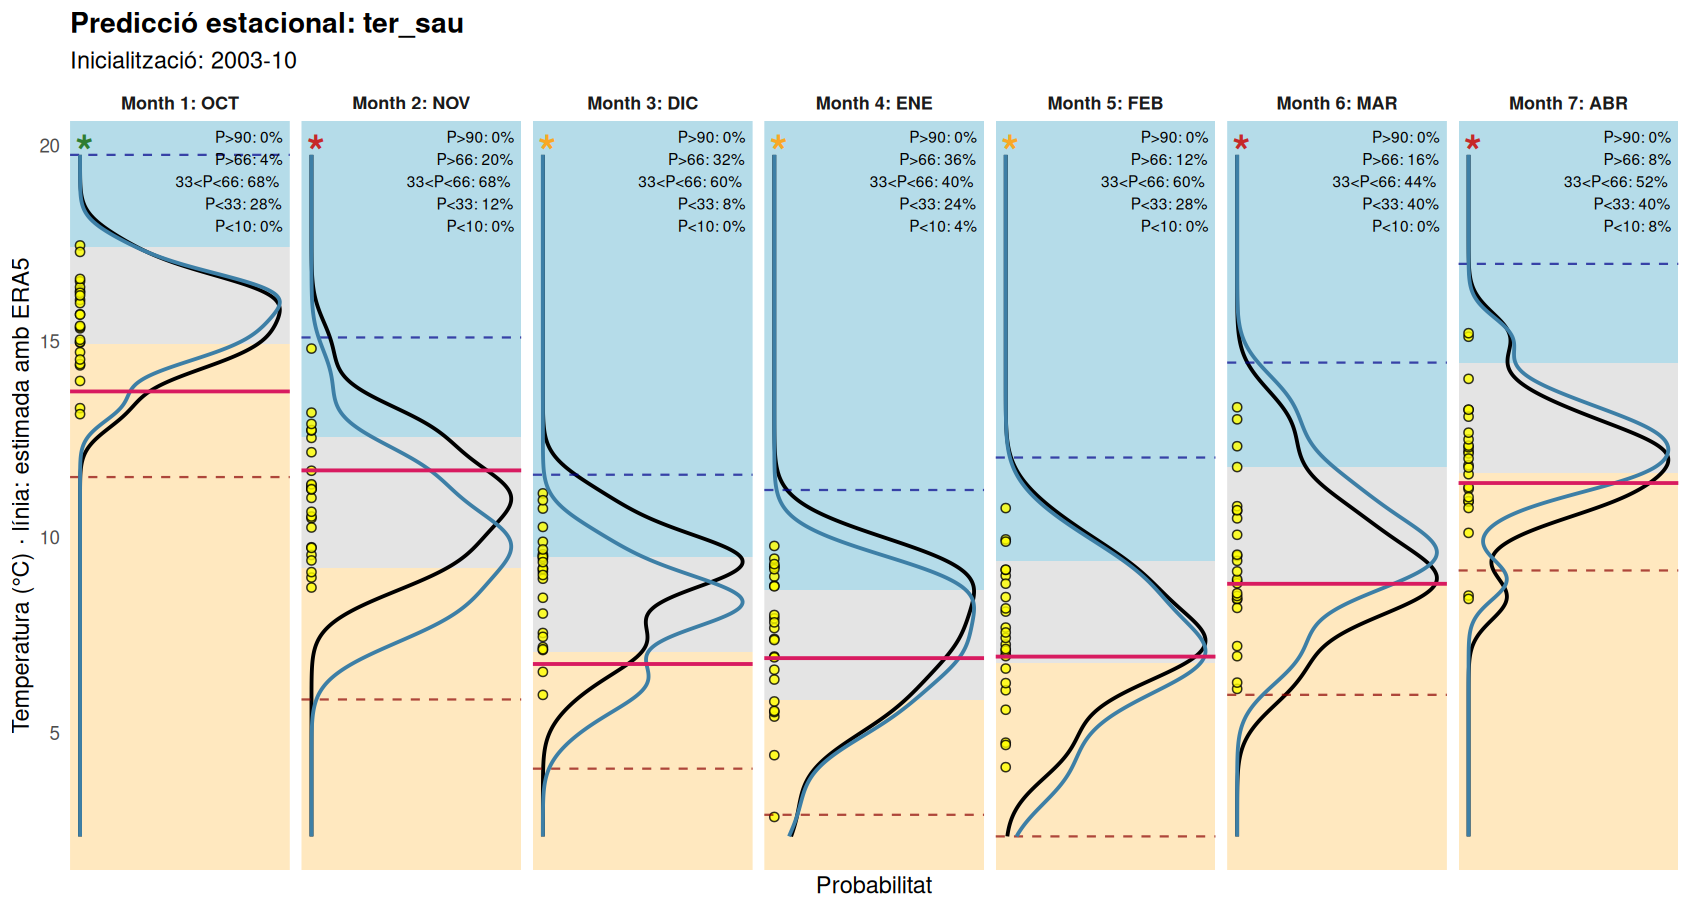 Predicció estacional: ter_sau
Inicialització: 2003-10
Month 1: OCT
Month 2: NOV
Month 3: DIC
Month 4: ENE
Month 5: FEB
Month 6: MAR
Month 7: ABR
*
P>90: 0%
P>66: 4%
33<P<66: 68%
P<33: 28%
P<10: 0%
*
P>90: 0%
P>66: 20%
33<P<66: 68%
P<33: 12%
P<10: 0%
*
P>90: 0%
P>66: 32%
33<P<66: 60%
P<33: 8%
P<10: 0%
*
P>90: 0%
P>66: 36%
33<P<66: 40%
P<33: 24%
P<10: 4%
*
P>90: 0%
P>66: 12%
33<P<66: 60%
P<33: 28%
P<10: 0%
*
P>90: 0%
P>66: 16%
33<P<66: 44%
P<33: 40%
P<10: 0%
*
P>90: 0%
P>66: 8%
33<P<66: 52%
P<33: 40%
P<10: 8%
20
15
10
5
Temperatura (°C) · línia: estimada amb ERA5
Probabilitat